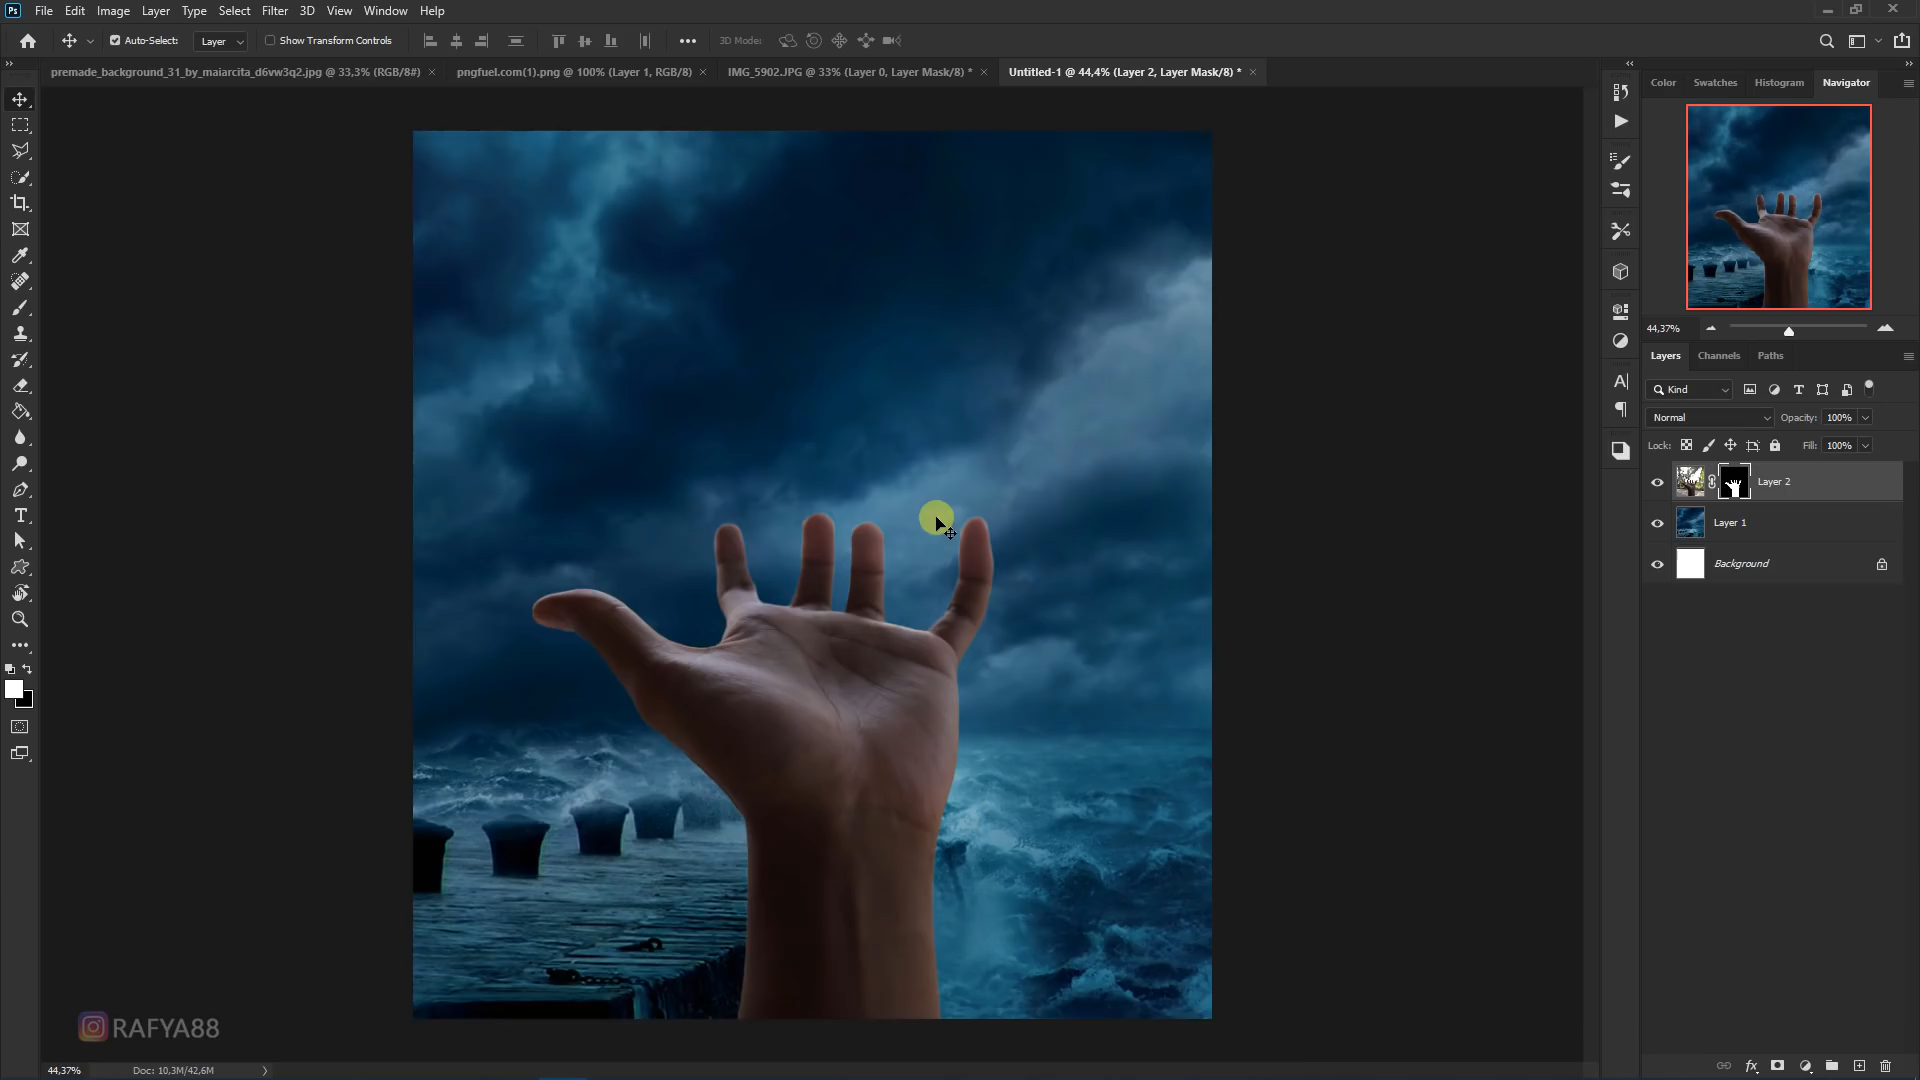 Ps File Edit Image Layer Type Select Filter 3D View Window Help
Auto-Select: Layer Show Transform Controls 3D Mode:
premade_background_31_by_maiarcita_d6vw3q2.jpg @ 33,3% (RGB/8#) pngfuel.com(1).png @ 100% (Layer 1, RGB/8) IMG_5902.JPG @ 33% (Layer 0, Layer Mask/8) * Untitled-1 @ 44,4% (Layer 2, Layer Mask/8) *
Color Swatches Histogram Navigator
44,37%
Layers Channels Paths
Kind
Normal Opacity: 100%
Lock: Fill: 100%
Layer 2
Layer 1
Background
RAFYA88
44,37% Doc: 10,3M/42,6M